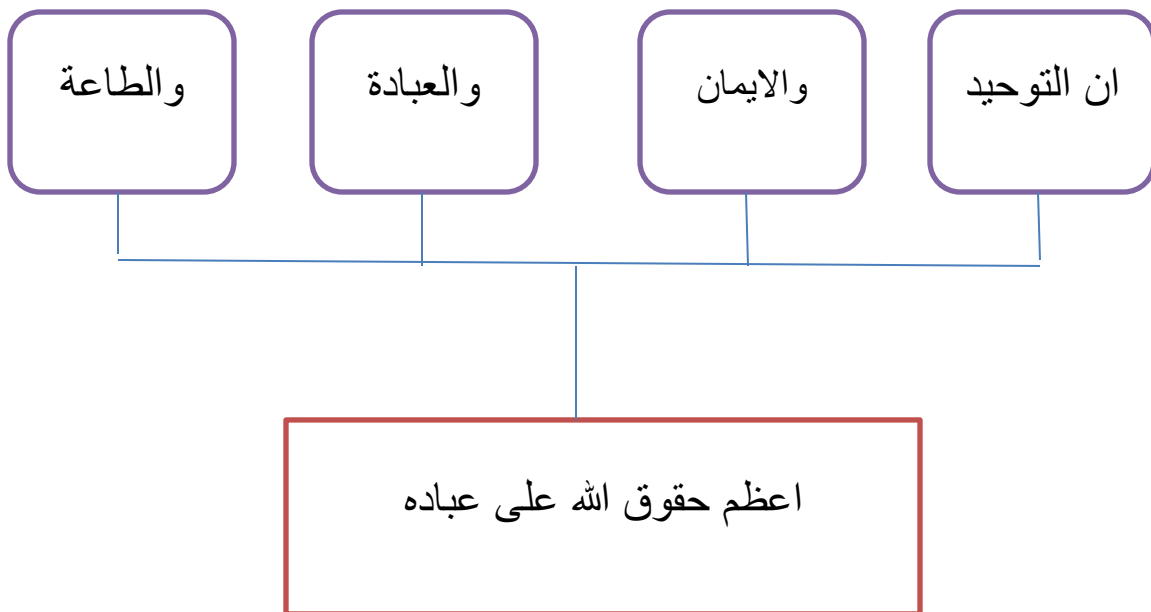 ان التوحيد
والايمان
والعبادة
والطاعة
اعظم حقوق الله على عباده